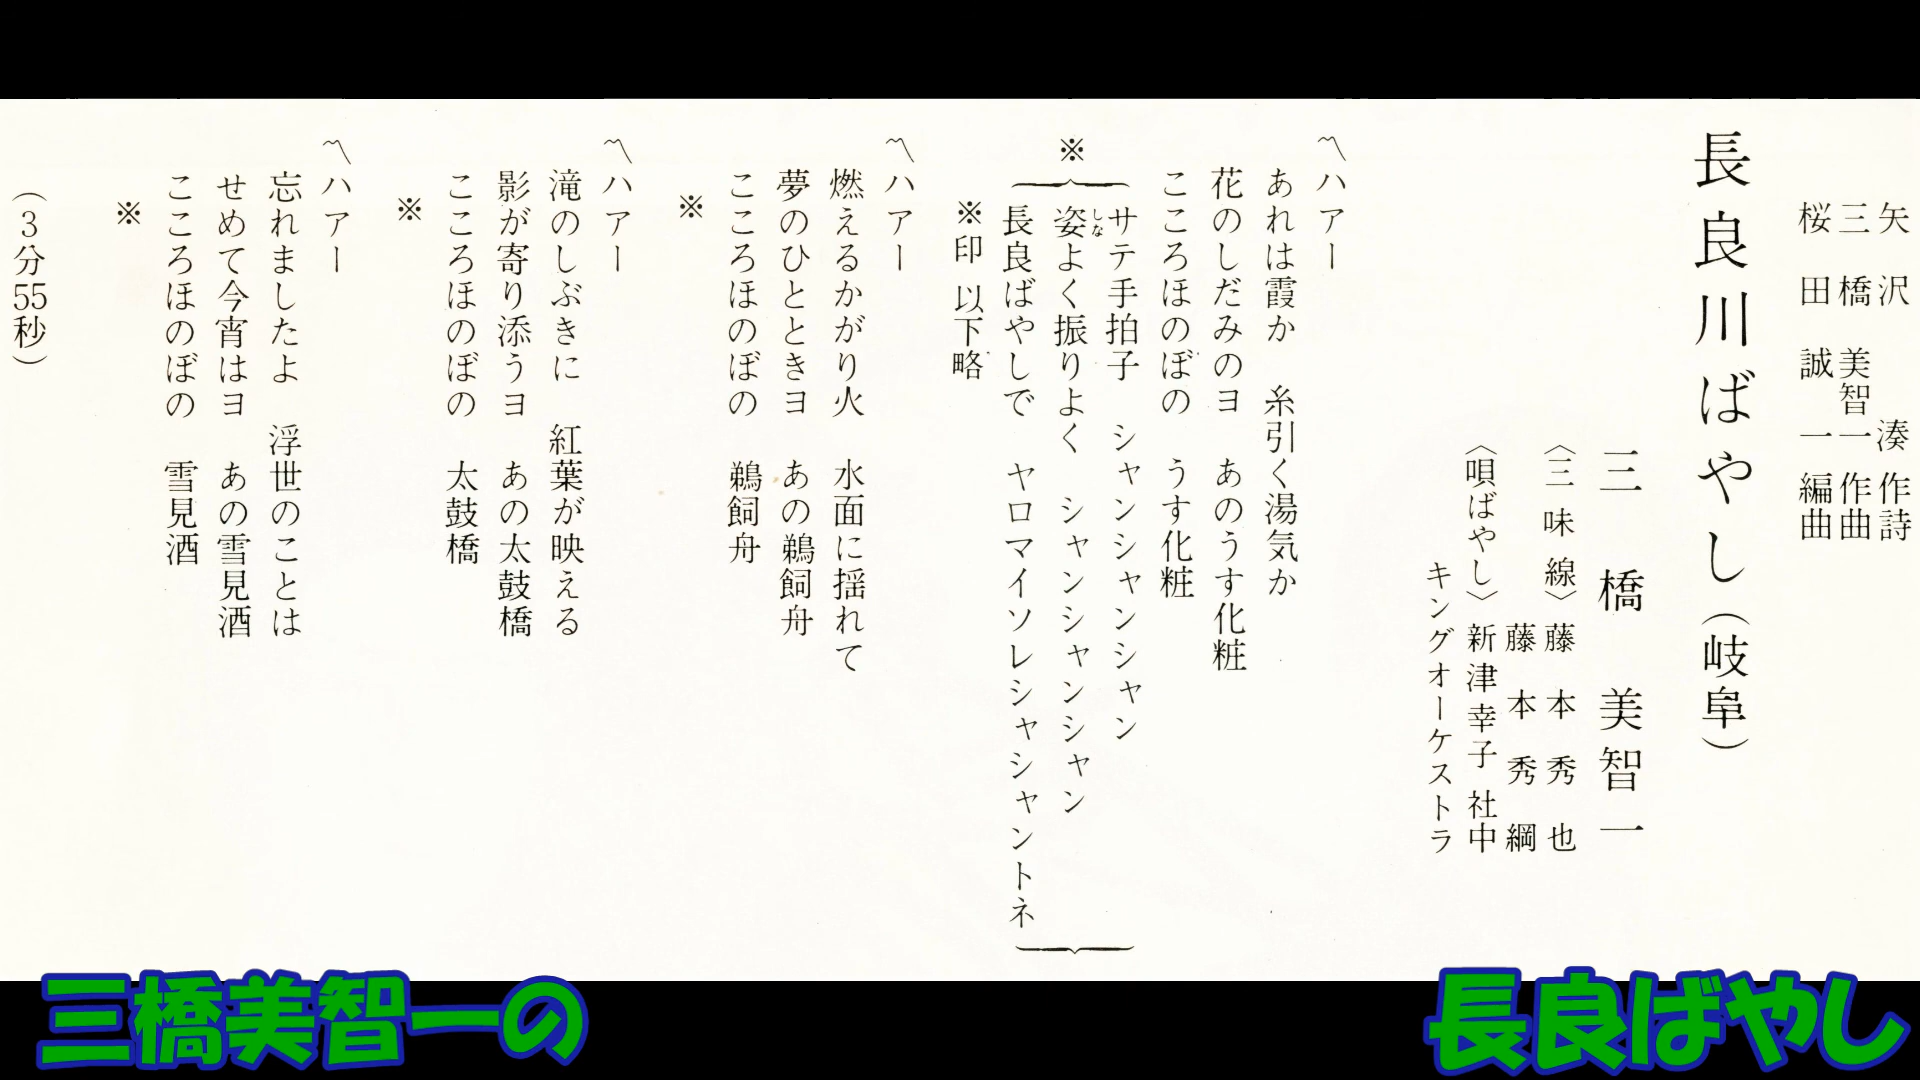 矢沢 湊 作詩
三橋 美智一 作曲
桜田 誠一 編曲
長良川ばやし(岐阜)
三橋 美智一
〈三味線〉藤本秀也
藤本秀綱
〈唄ばやし〉新津幸子社中
キングオーケストラ
〽ハアー
あれは霞か 糸引く湯気か
花のしだみのヨ あのうす化粧
こころほのぼの うす化粧
※
サテ手拍子 シャンシャンシャン
姿よく振りよく シャンシャンシャン
しな
長良ばやしで ヤロマイソレシャシャントネ
※印 以下略
〽ハアー
燃えるかがり火 水面に揺れて
夢のひとときヨ あの鵜飼舟
こころほのぼの 鵜飼舟
※
〽ハアー
滝のしぶきに 紅葉が映える
影が寄り添うヨ あの太鼓橋
こころほのぼの 太鼓橋
※
〽ハアー
忘れましたよ 浮世のことは
せめて今宵はヨ あの雪見酒
こころほのぼの 雪見酒
※
(3分55秒)
三橋美智一の
長良ばやし